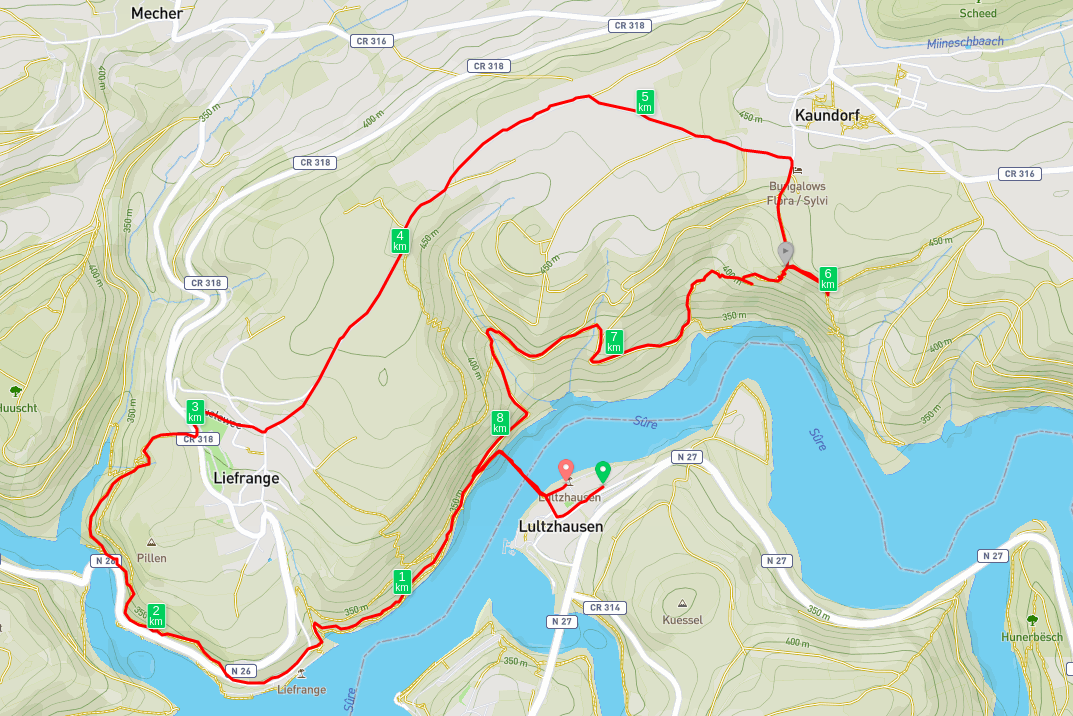 Mecher
CR 318
Scheed
CR 316
Miineschbaach
CR 318
400 m
350 m
5
km
450 m
Kaundorf
400 m
CR 318
CR 316
Bungalows
Flora / Sylvi
350 m
4
km
450 m
450 m
400 m
450 m
400 m
6
km
CR 318
350 m
7
km
400 m
400 m
3
km
350 m
8
km
350 m
Sûre
Sûre
CR 318
N 27
Liefrange
350 m
Lultzhausen
Lultzhausen
Pillen
N 26
N 27
N 27
1
km
350 m
2
km
350 m
CR 314
350 m
N 27
Kuessel
Hunerbësch
400 m
N 26
350 m
Liefrange
Sûre